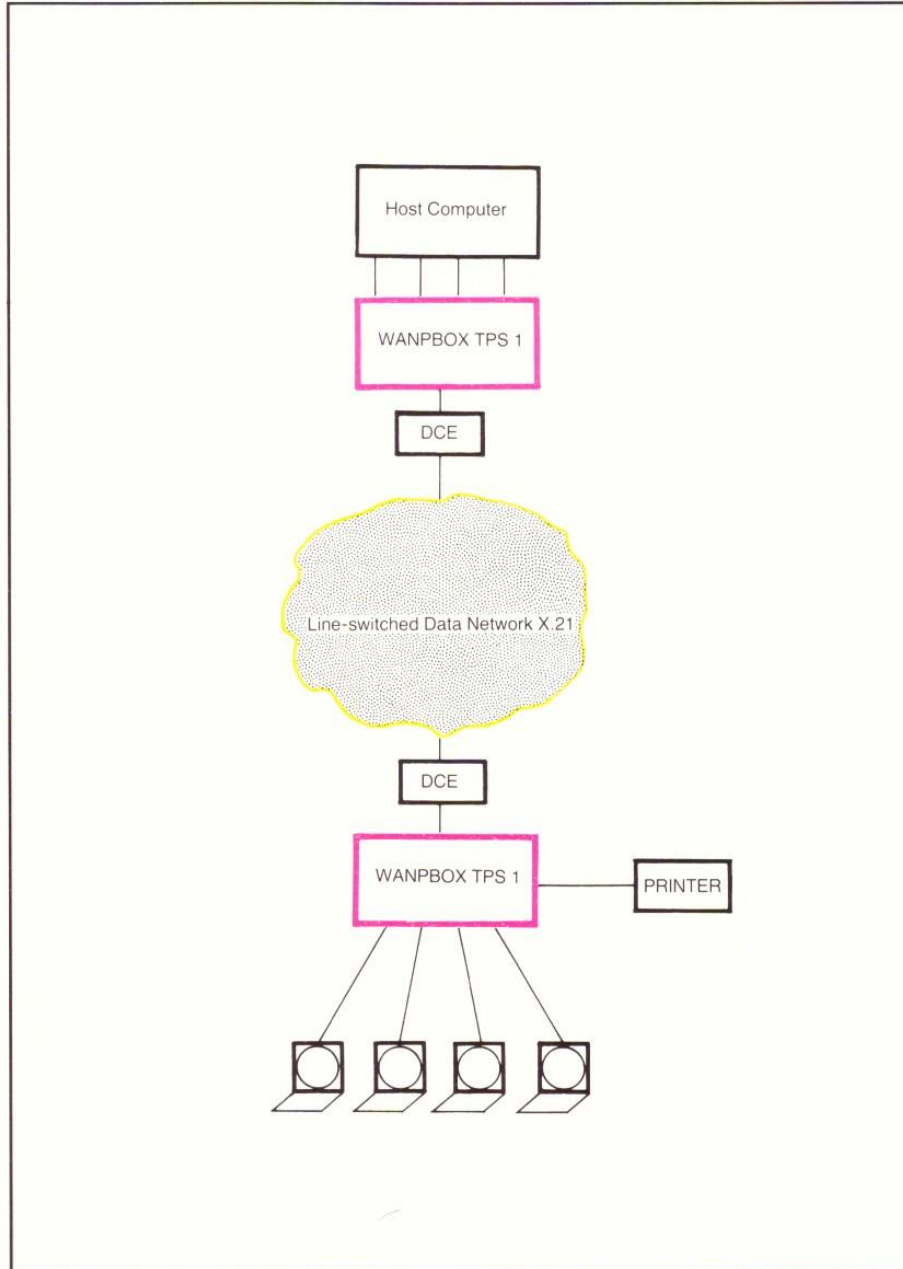 Host Computer
WANPBOX TPS 1
DCE
Line-switched Data Network X.21
DCE
WANPBOX TPS 1
PRINTER